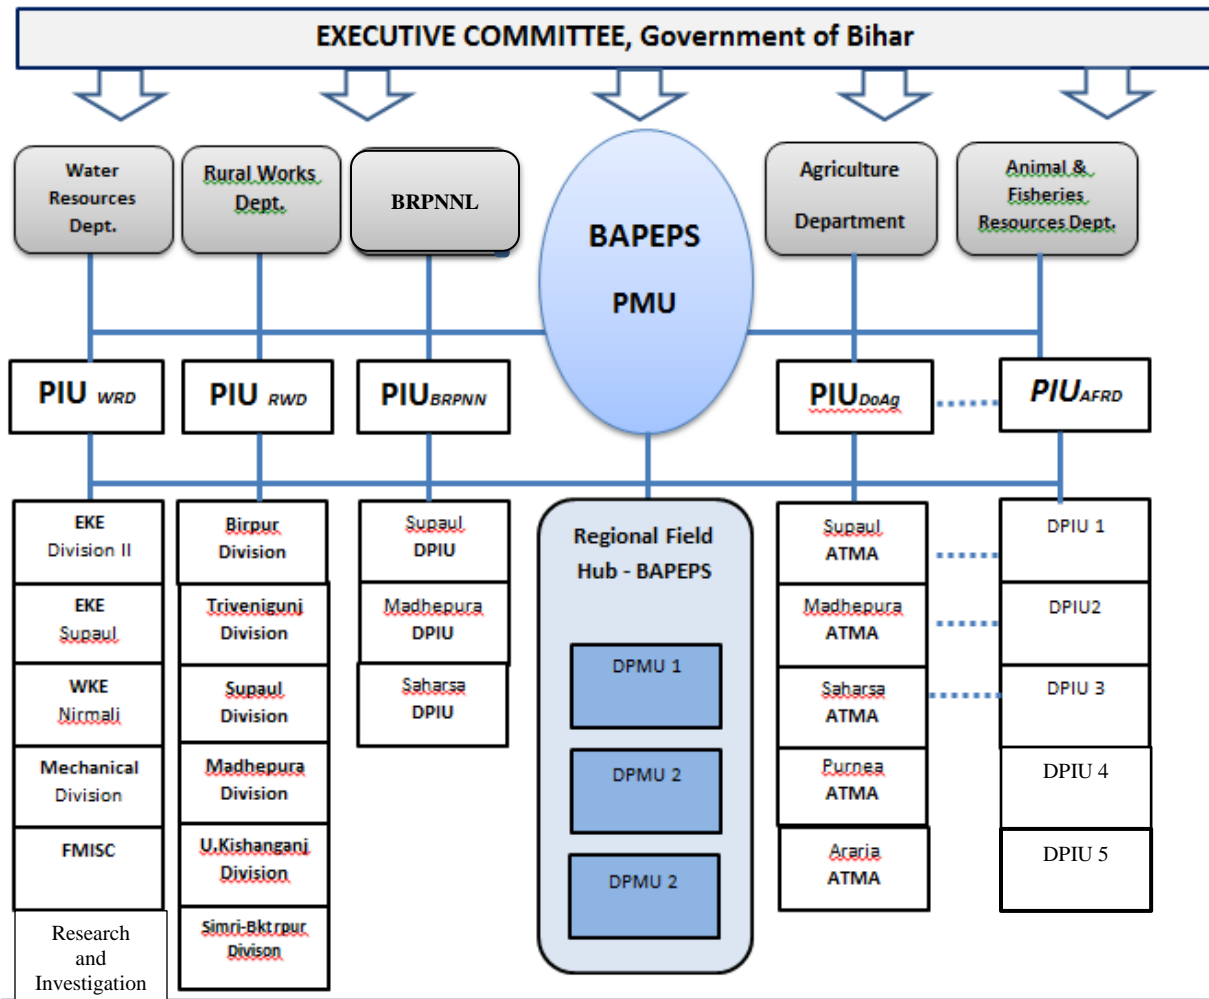 EXECUTIVE COMMITTEE, Government of Bihar
Water
Resources
Dept.
Rural Works
Dept.
BRPNNL
BAPEPS
PMU
Agriculture
Department
Animal &
Fisheries
Resources Dept.
PIU WRD
PIU RWD
PIUBRPNN
PIUDoAg
PIUAFRD
EKE
Division II
EKE
Supaul
WKE
Nirmali
Mechanical
Division
FMISC
Research
and
Investigation
Birpur
Division
Trivenigunj
Division
Supaul
Division
Madhepura
Division
U.Kishanganj
Division
Simri-Bktrpur
Divison
Supaul
DPIU
Madhepura
DPIU
Saharsa
DPIU
Regional Field
Hub - BAPEPS
DPMU 1
DPMU 2
DPMU 2
Supaul
ATMA
Madhepura
ATMA
Saharsa
ATMA
Purnea
ATMA
Araria
ATMA
DPIU 1
DPIU2
DPIU 3
DPIU 4
DPIU 5